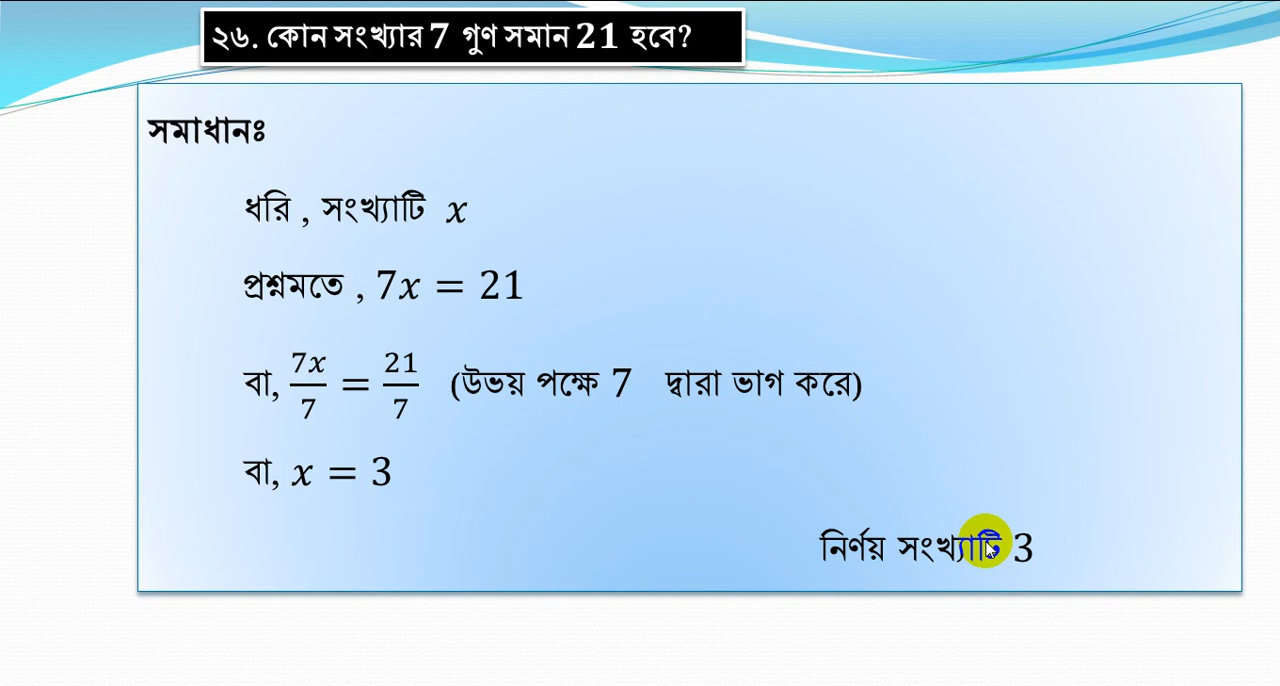 ২৬. কোন সংখ্যার 7 গুণ সমান 21 হবে?
সমাধানঃ
ধরি , সংখ্যাটি x
প্রশ্নমতে , 7x = 21
বা, 7x/7 = 21/7 (উভয় পক্ষে 7 দ্বারা ভাগ করে)
বা, x = 3
নির্ণয় সংখ্যাটি 3